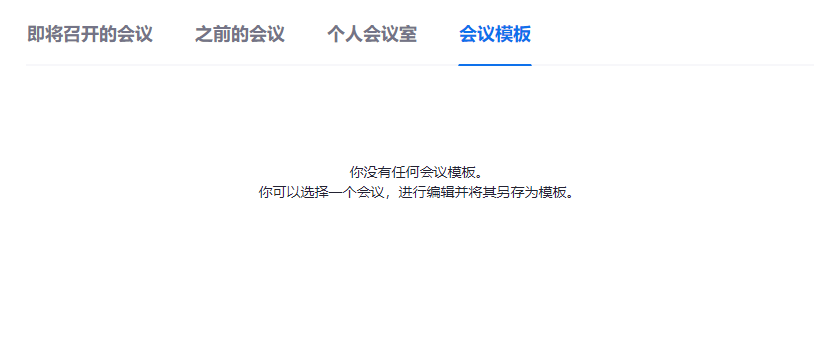 即将召开的会议 之前的会议 个人会议室 会议模板
你没有任何会议模板。
你可以选择一个会议，进行编辑并将其另存为模板。